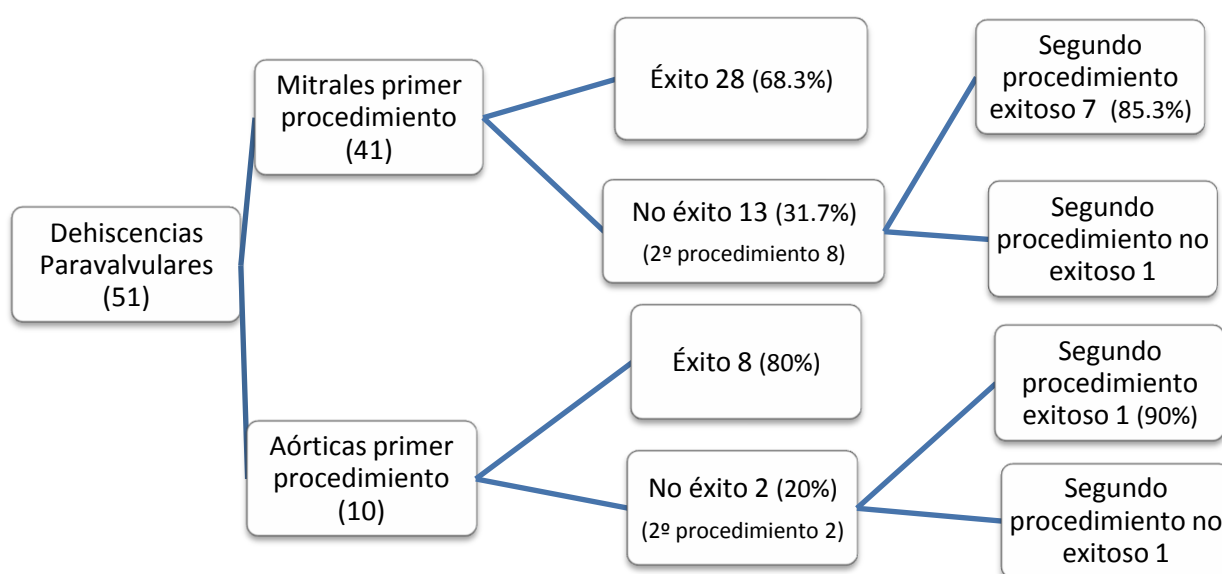 Dehiscencias
Paravalvulares
(51)
Mitrales primer
procedimiento
(41)
Éxito 28 (68.3%)
No éxito 13 (31.7%)
(2º procedimiento 8)
Segundo
procedimiento
exitoso 7 (85.3%)
Segundo
procedimiento no
exitoso 1
Aórticas primer
procedimiento
(10)
Éxito 8 (80%)
No éxito 2 (20%)
(2º procedimiento 2)
Segundo
procedimiento
exitoso 1 (90%)
Segundo
procedimiento no
exitoso 1